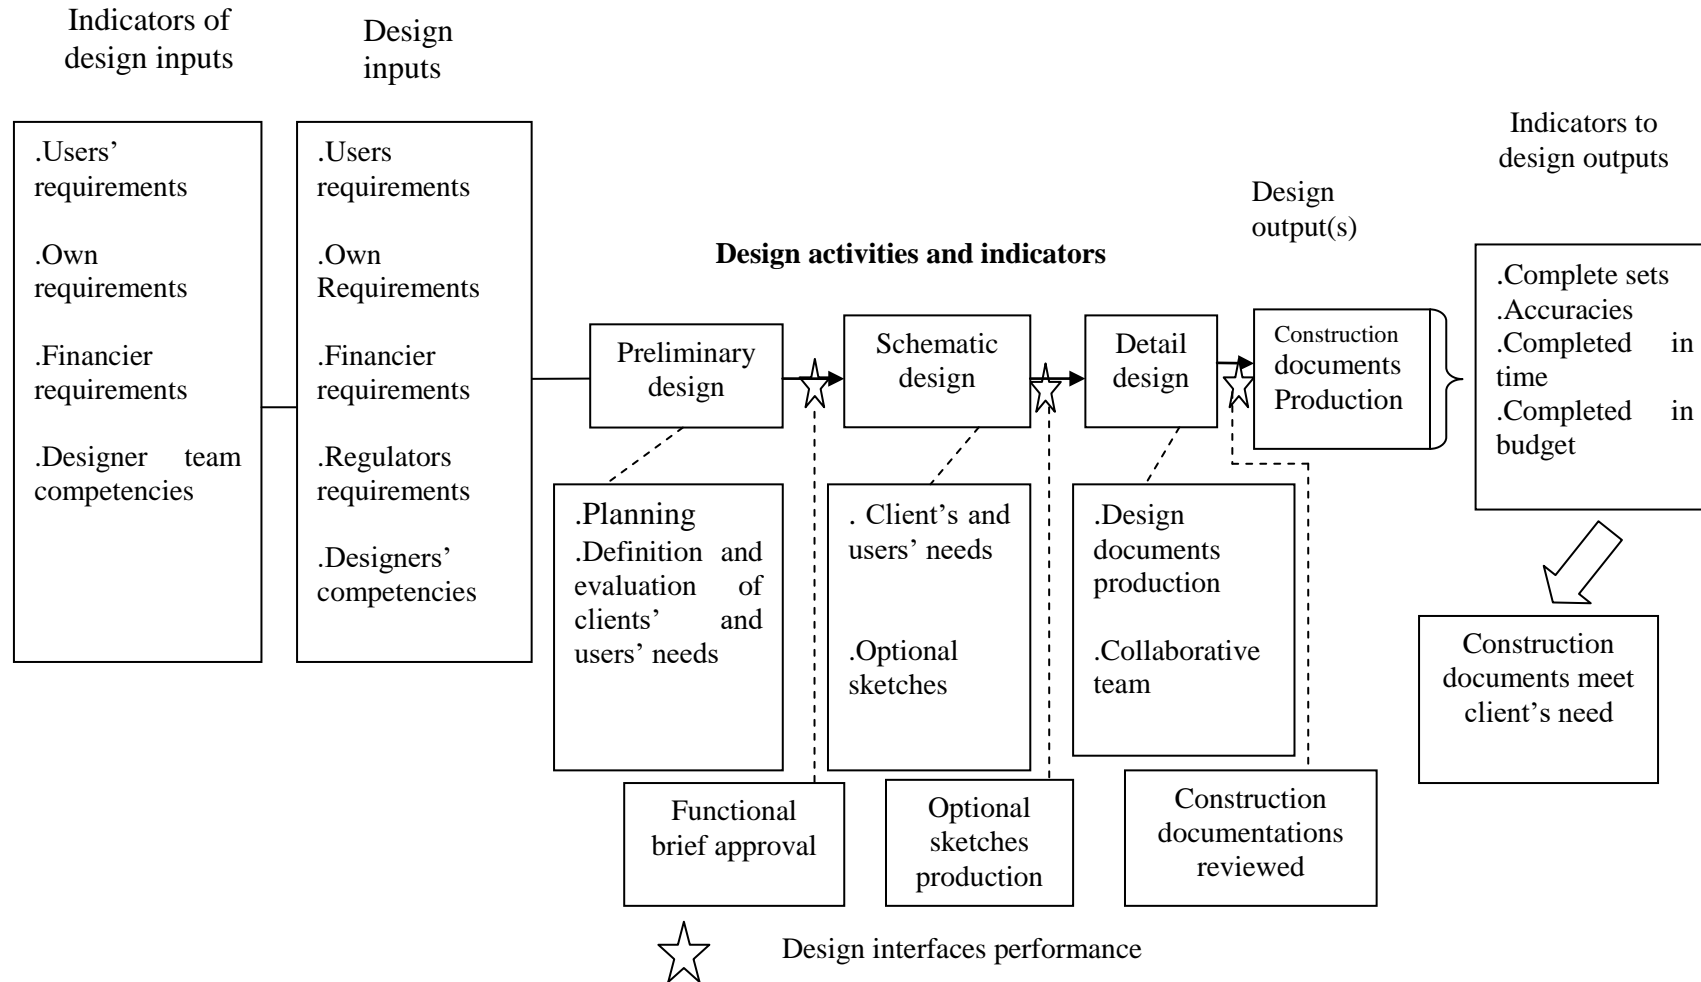 Indicators of
design inputs
Design
inputs
.Users’
requirements
.Own
requirements
.Financier
requirements
.Designer team
competencies
.Users
requirements
.Own
Requirements
.Financier
requirements
.Regulators
requirements
.Designers’
competencies
Design activities and indicators
Preliminary
design
Schematic
design
Detail
design
Design
output(s)
Construction
documents
Production
Indicators to
design outputs
.Complete sets
.Accuracies
.Completed in
time
.Completed in
budget
.Planning
.Definition and
evaluation of
clients’ and
users’ needs
. Client’s and
users’ needs
.Optional
sketches
.Design
documents
production
.Collaborative
team
Construction
documents meet
client’s need
Functional
brief approval
Optional
sketches
production
Construction
documentations
reviewed
Design interfaces performance